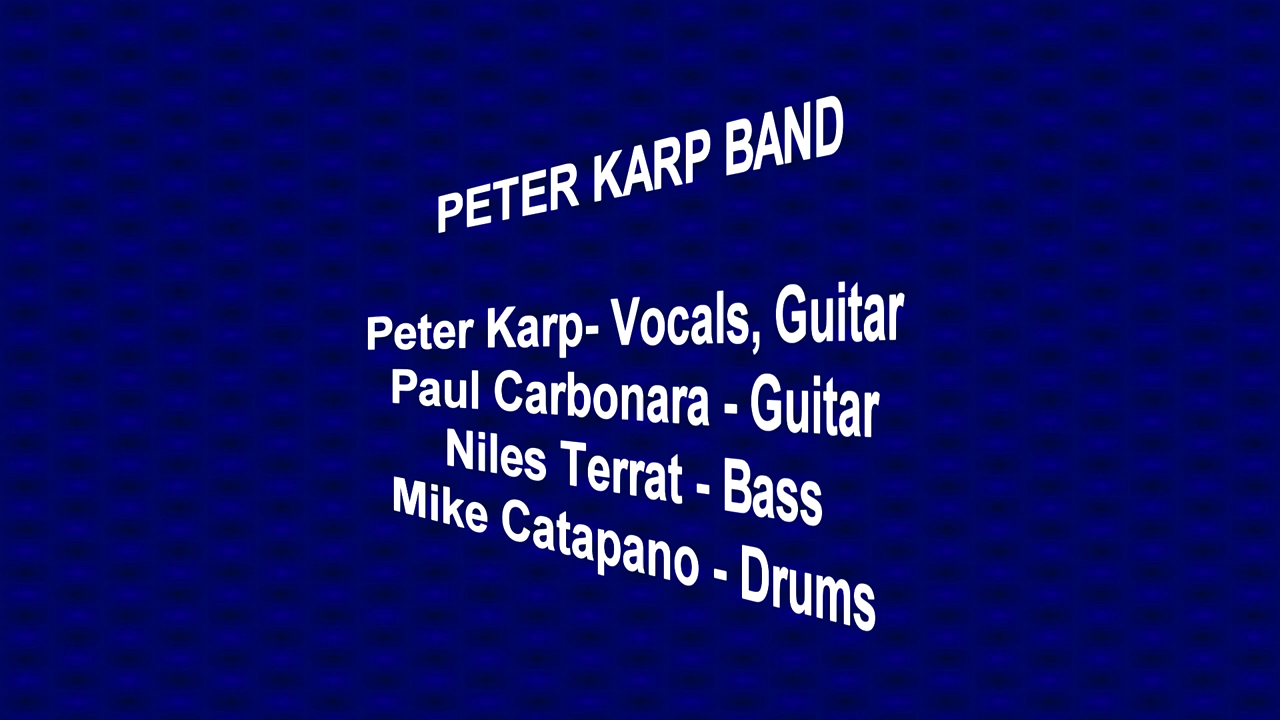 PETER KARP BAND
Peter Karp- Vocals, Guitar
Paul Carbonara - Guitar
Niles Terrat - Bass
Mike Catapano - Drums